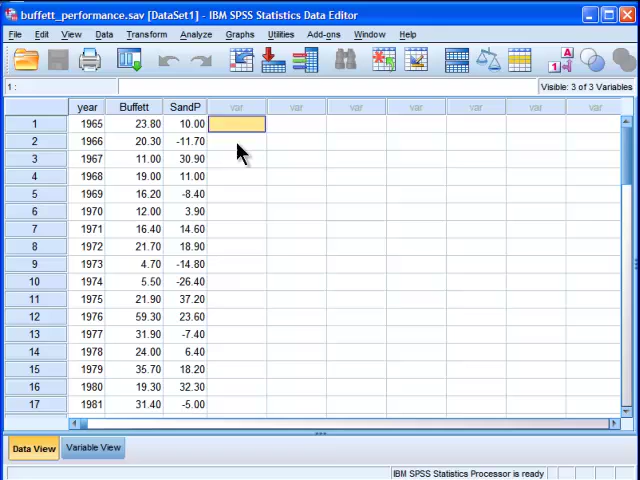 buffett_performance.sav [DataSet1] - IBM SPSS Statistics Data Editor
File Edit View Data Transform Analyze Graphs Utilities Add-ons Window Help
1 :
Visible: 3 of 3 Variables
year Buffett SandP var var var var var var var
1 1965 23.80 10.00
2 1966 20.30 -11.70
3 1967 11.00 30.90
4 1968 19.00 11.00
5 1969 16.20 -8.40
6 1970 12.00 3.90
7 1971 16.40 14.60
8 1972 21.70 18.90
9 1973 4.70 -14.80
10 1974 5.50 -26.40
11 1975 21.90 37.20
12 1976 59.30 23.60
13 1977 31.90 -7.40
14 1978 24.00 6.40
15 1979 35.70 18.20
16 1980 19.30 32.30
17 1981 31.40 -5.00
Data View Variable View
IBM SPSS Statistics Processor is ready